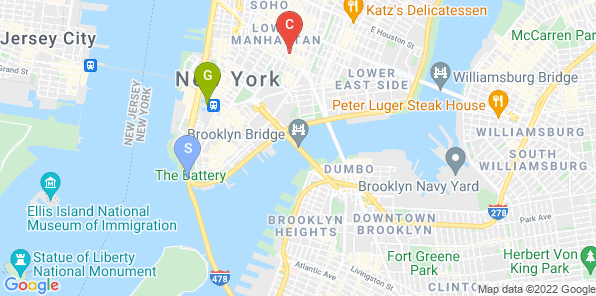 SOHO
Katz's Delicatessen
McCarren Park
C
E Houston St
Jersey City
LOWER
MANHATTAN
Grand St
G
New York
LOWER
EAST SIDE
Williamsburg Bridge
Peter Luger Steak House
NEW JERSEY
NEW YORK
Brooklyn Bridge
WILLIAMSBURG
S
The Battery
DUMBO
SOUTH
WILLIAMSBURG
Brooklyn Navy Yard
Ellis Island National
Museum of Immigration
278
Park Ave
BROOKLYN
HEIGHTS
DOWNTOWN
BROOKLYN
Fort Greene
Park
Herbert Von
King Park
Statue of Liberty
National Monument
478
Atlantic Ave
Livingston St
CLINTO
Google
Map data ©2022 Google